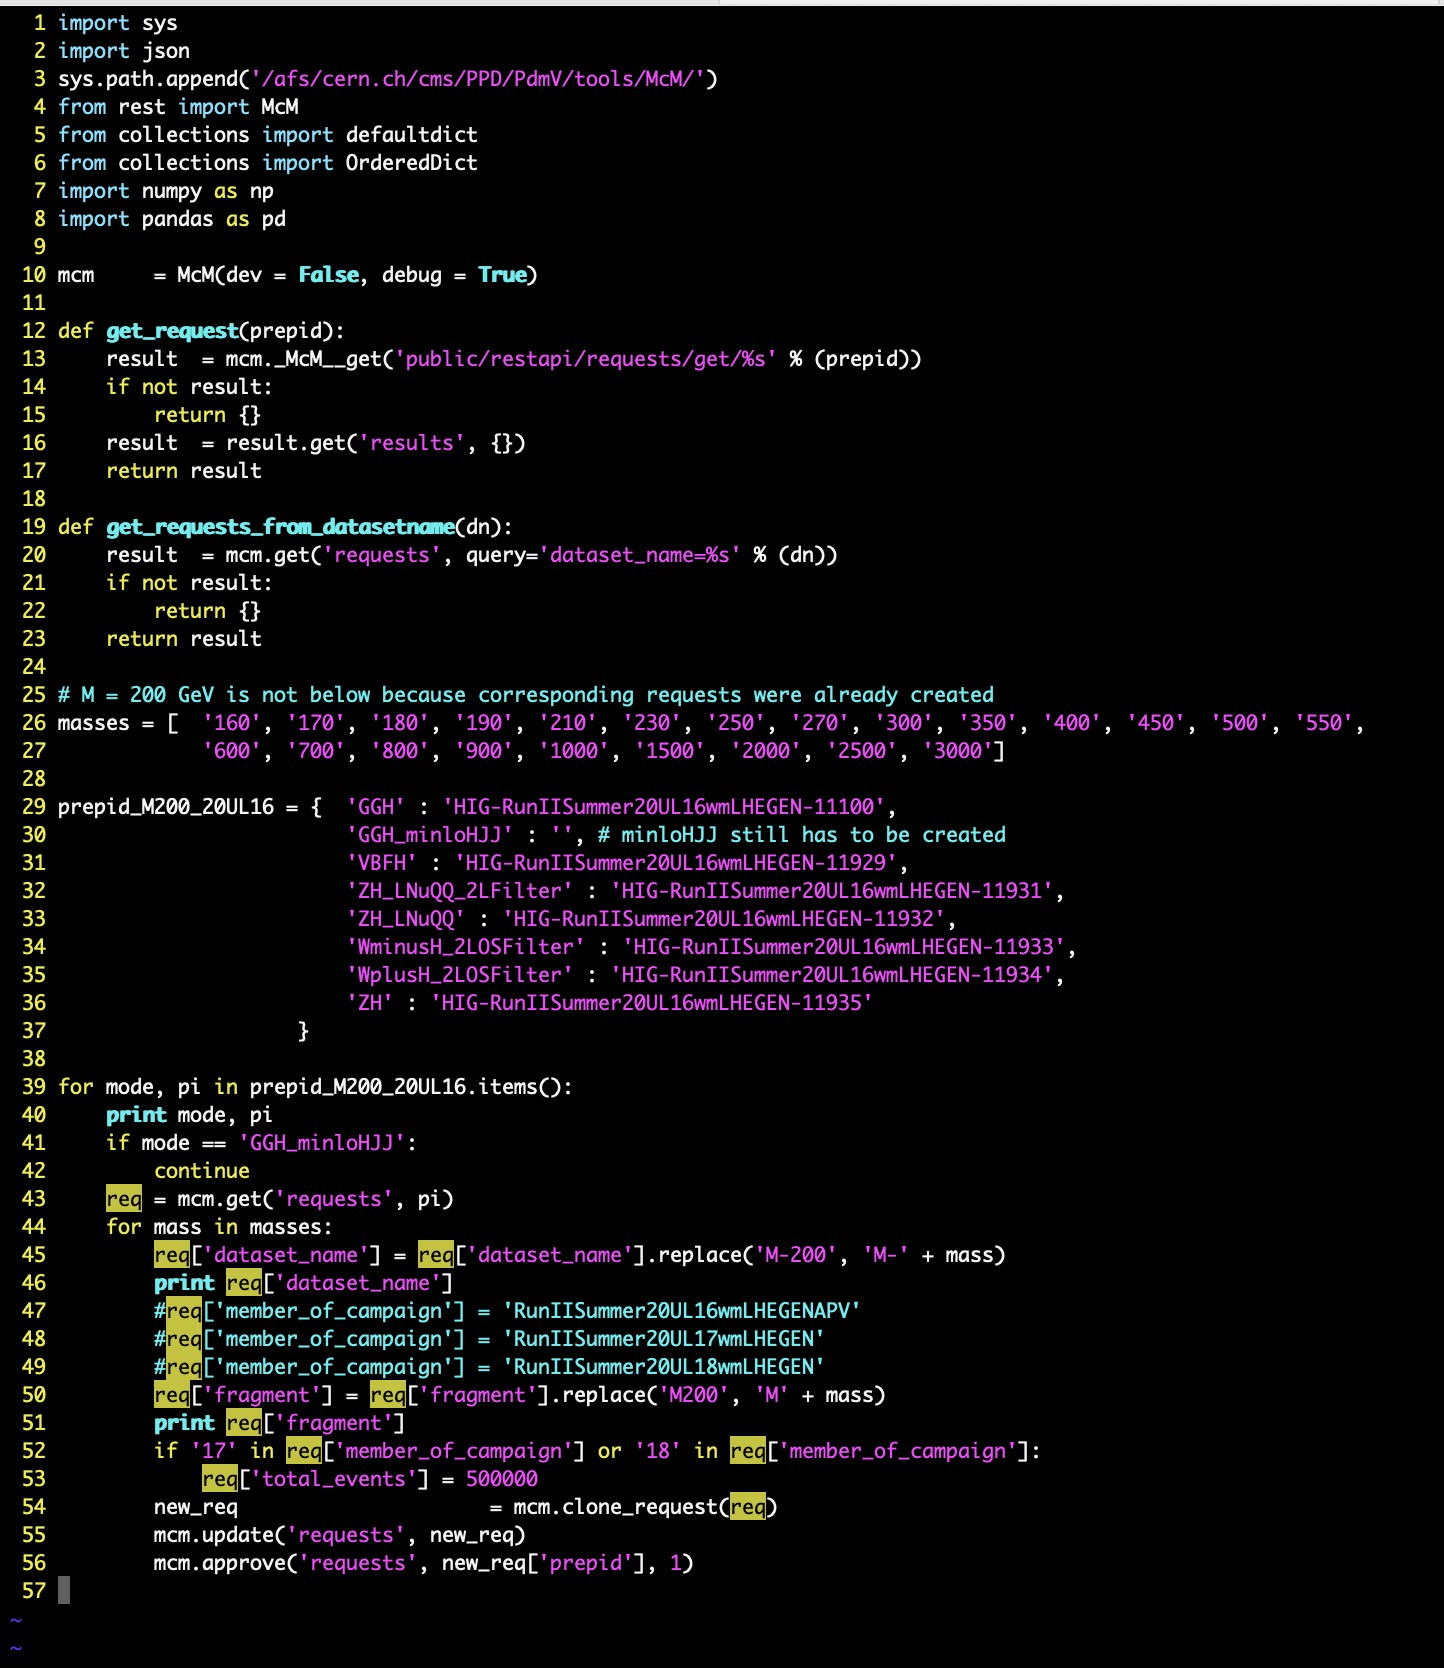 1 import sys
2 import json
3 sys.path.append('/afs/cern.ch/cms/PPD/PdmV/tools/McM/')
4 from rest import McM
5 from collections import defaultdict
6 from collections import OrderedDict
7 import numpy as np
8 import pandas as pd
9
10 mcm     = McM(dev = False, debug = True)
11
12 def get_request(prepid):
13     result  = mcm._McM__get('public/restapi/requests/get/%s' % (prepid))
14     if not result:
15         return {}
16     result  = result.get('results', {})
17     return result
18
19 def get_requests_from_datasetname(dn):
20     result  = mcm.get('requests', query='dataset_name=%s' % (dn))
21     if not result:
22         return {}
23     return result
24
25 # M = 200 GeV is not below because corresponding requests were already created
26 masses = [  '160', '170', '180', '190', '210', '230', '250', '270', '300', '350', '400', '450', '500', '550',
27             '600', '700', '800', '900', '1000', '1500', '2000', '2500', '3000']
28
29 prepid_M200_20UL16 = {  'GGH' : 'HIG-RunIISummer20UL16wmLHEGEN-11100',
30                         'GGH_minloHJJ' : '', # minloHJJ still has to be created
31                         'VBFH' : 'HIG-RunIISummer20UL16wmLHEGEN-11929',
32                         'ZH_LNuQQ_2LFilter' : 'HIG-RunIISummer20UL16wmLHEGEN-11931',
33                         'ZH_LNuQQ' : 'HIG-RunIISummer20UL16wmLHEGEN-11932',
34                         'WminusH_2LOSFilter' : 'HIG-RunIISummer20UL16wmLHEGEN-11933',
35                         'WplusH_2LOSFilter' : 'HIG-RunIISummer20UL16wmLHEGEN-11934',
36                         'ZH' : 'HIG-RunIISummer20UL16wmLHEGEN-11935'
37                     }
38
39 for mode, pi in prepid_M200_20UL16.items():
40     print mode, pi
41     if mode == 'GGH_minloHJJ':
42         continue
43     req = mcm.get('requests', pi)
44     for mass in masses:
45         req['dataset_name'] = req['dataset_name'].replace('M-200', 'M-' + mass)
46         print req['dataset_name']
47         #req['member_of_campaign'] = 'RunIISummer20UL16wmLHEGENAPV'
48         #req['member_of_campaign'] = 'RunIISummer20UL17wmLHEGEN'
49         #req['member_of_campaign'] = 'RunIISummer20UL18wmLHEGEN'
50         req['fragment'] = req['fragment'].replace('M200', 'M' + mass)
51         print req['fragment']
52         if '17' in req['member_of_campaign'] or '18' in req['member_of_campaign']:
53             req['total_events'] = 500000
54         new_req                     = mcm.clone_request(req)
55         mcm.update('requests', new_req)
56         mcm.approve('requests', new_req['prepid'], 1)
57
~
~